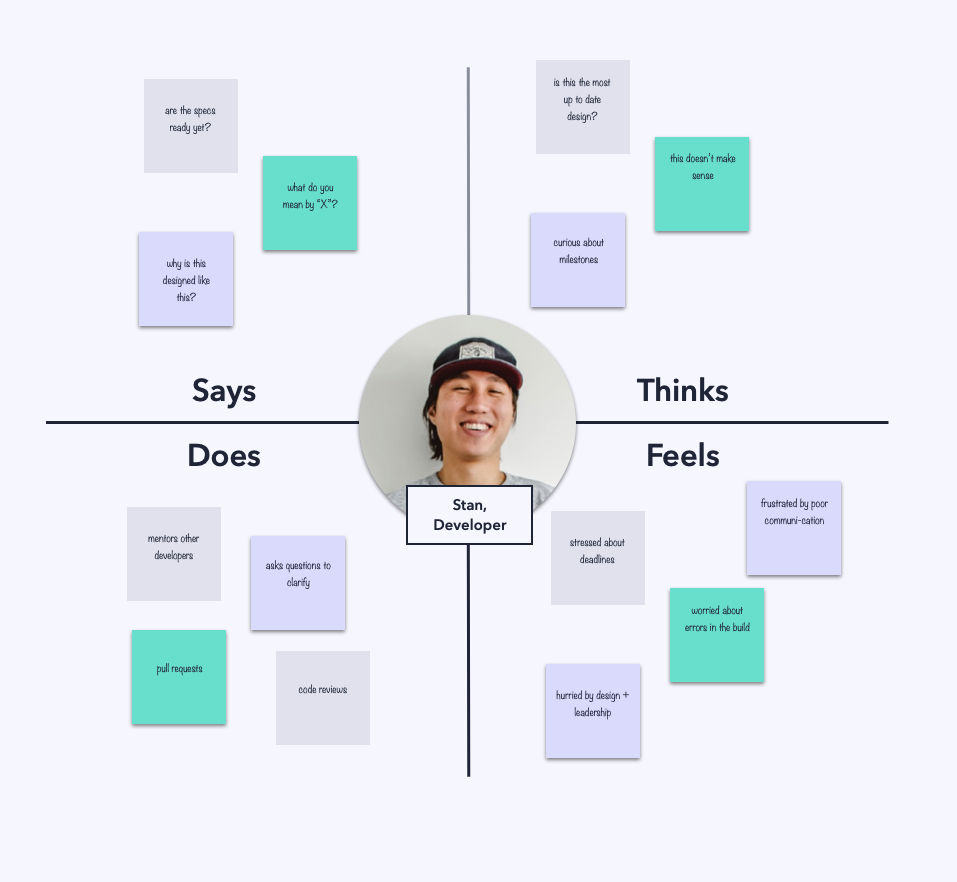 are the specs
ready yet?
what do you
mean by "X"?
why is this
designed like
this?
Says
is this the most
up to date
design?
this doesn't make
sense
curious about
milestones
Thinks
Stan,
Developer
Does
mentors other
developers
asks questions to
clarify
pull requests
code reviews
Feels
frustrated by poor
communi-cation
stressed about
deadlines
worried about
errors in the build
hurried by design +
leadership